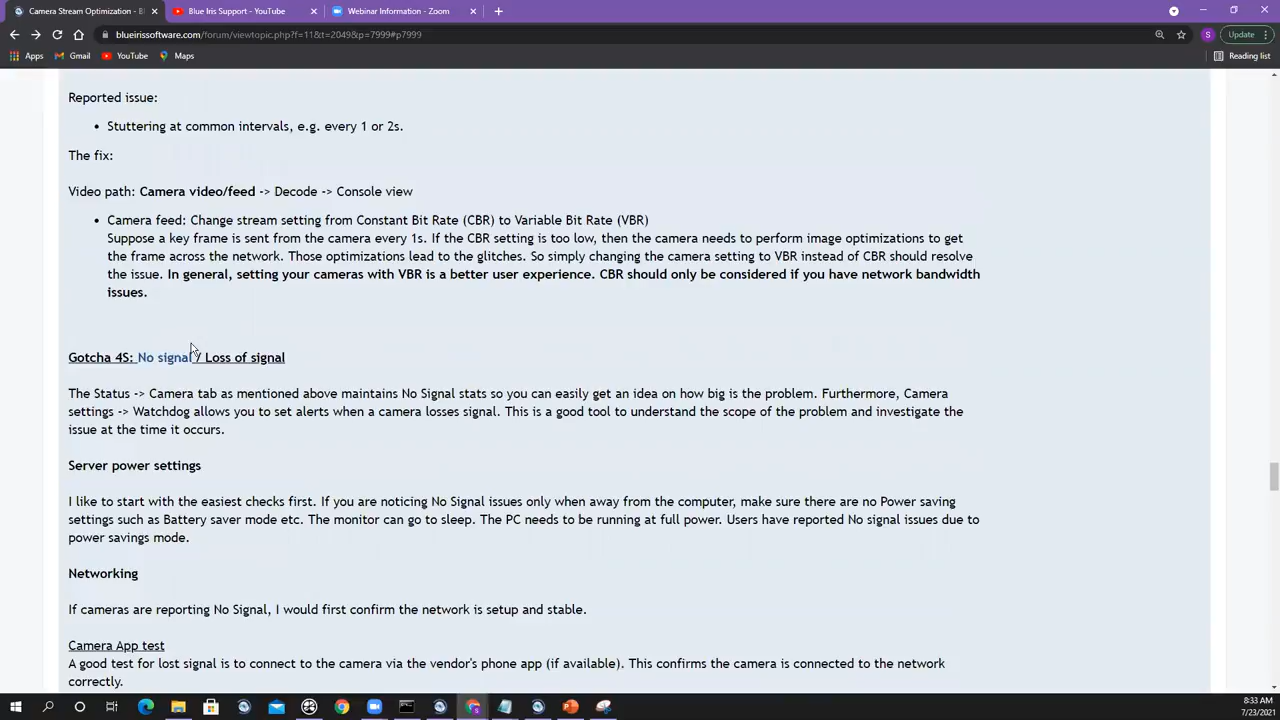 Camera Stream Optimization - Bl
Blue Iris Support - YouTube
Webinar Information - Zoom
blueirissoftware.com/forum/viewtopic.php?f=11&t=2049&p=7999#p7999
S
Update
Apps
Gmail
YouTube
Maps
Reading list
Reported issue:
• Stuttering at common intervals, e.g. every 1 or 2s.
The fix:
Video path: Camera video/feed -> Decode -> Console view
• Camera feed: Change stream setting from Constant Bit Rate (CBR) to Variable Bit Rate (VBR)
Suppose a key frame is sent from the camera every 1s. If the CBR setting is too low, then the camera needs to perform image optimizations to get
the frame across the network. Those optimizations lead to the glitches. So simply changing the camera setting to VBR instead of CBR should resolve
the issue. In general, setting your cameras with VBR is a better user experience. CBR should only be considered if you have network bandwidth
issues.
Gotcha 4S: No signal / Loss of signal
The Status -> Camera tab as mentioned above maintains No Signal stats so you can easily get an idea on how big is the problem. Furthermore, Camera
settings -> Watchdog allows you to set alerts when a camera losses signal. This is a good tool to understand the scope of the problem and investigate the
issue at the time it occurs.
Server power settings
I like to start with the easiest checks first. If you are noticing No Signal issues only when away from the computer, make sure there are no Power saving
settings such as Battery saver mode etc. The monitor can go to sleep. The PC needs to be running at full power. Users have reported No signal issues due to
power savings mode.
Networking
If cameras are reporting No Signal, I would first confirm the network is setup and stable.
Camera App test
A good test for lost signal is to connect to the camera via the vendor's phone app (if available). This confirms the camera is connected to the network
correctly.
8:33 AM
7/23/2021